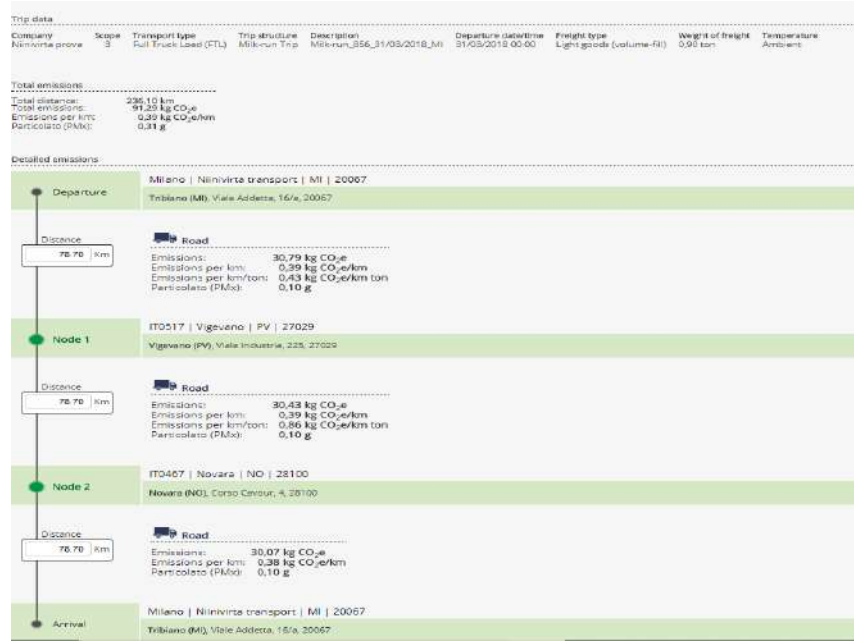 Trip data
Company Scope Transport type Trip structure Description Departure date/time Freight type Weight of freight Temperature
Niinivirta prove 3 Full Truck Load (FTL) Milk-run Trip Milk-run_856_31/03/2018_MI 31/03/2018 00:00 Light goods (volume-fill) 0,90 ton Ambient
Total emissions
Total distance: 236,10 km
Total emissions: 91,29 kg CO₂e
Emissions per km: 0,39 kg CO₂e/km
Particolato (PMx): 0,31 g
Detailed emissions
Milano | Niinivirta transport | MI | 20067
Departure
Tribiano (MI), Viale Addetta, 16/a, 20067
Distance
78.70 Km
Road
Emissions: 30,79 kg CO₂e
Emissions per km: 0,39 kg CO₂e/km
Emissions per km/ton: 0,43 kg CO₂e/km ton
Particolato (PMx): 0,10 g
IT0517 | Vigevano | PV | 27029
Node 1
Vigevano (PV), Viale Industria, 225, 27029
Distance
78.70 Km
Road
Emissions: 30,43 kg CO₂e
Emissions per km: 0,39 kg CO₂e/km
Emissions per km/ton: 0,86 kg CO₂e/km ton
Particolato (PMx): 0,10 g
IT0467 | Novara | NO | 28100
Node 2
Novara (NO), Corso Cavour, 4, 28100
Distance
78.70 Km
Road
Emissions: 30,07 kg CO₂e
Emissions per km: 0,38 kg CO₂e/km
Particolato (PMx): 0,10 g
Milano | Niinivirta transport | MI | 20067
Arrival
Tribiano (MI), Viale Addetta, 16/a, 20067